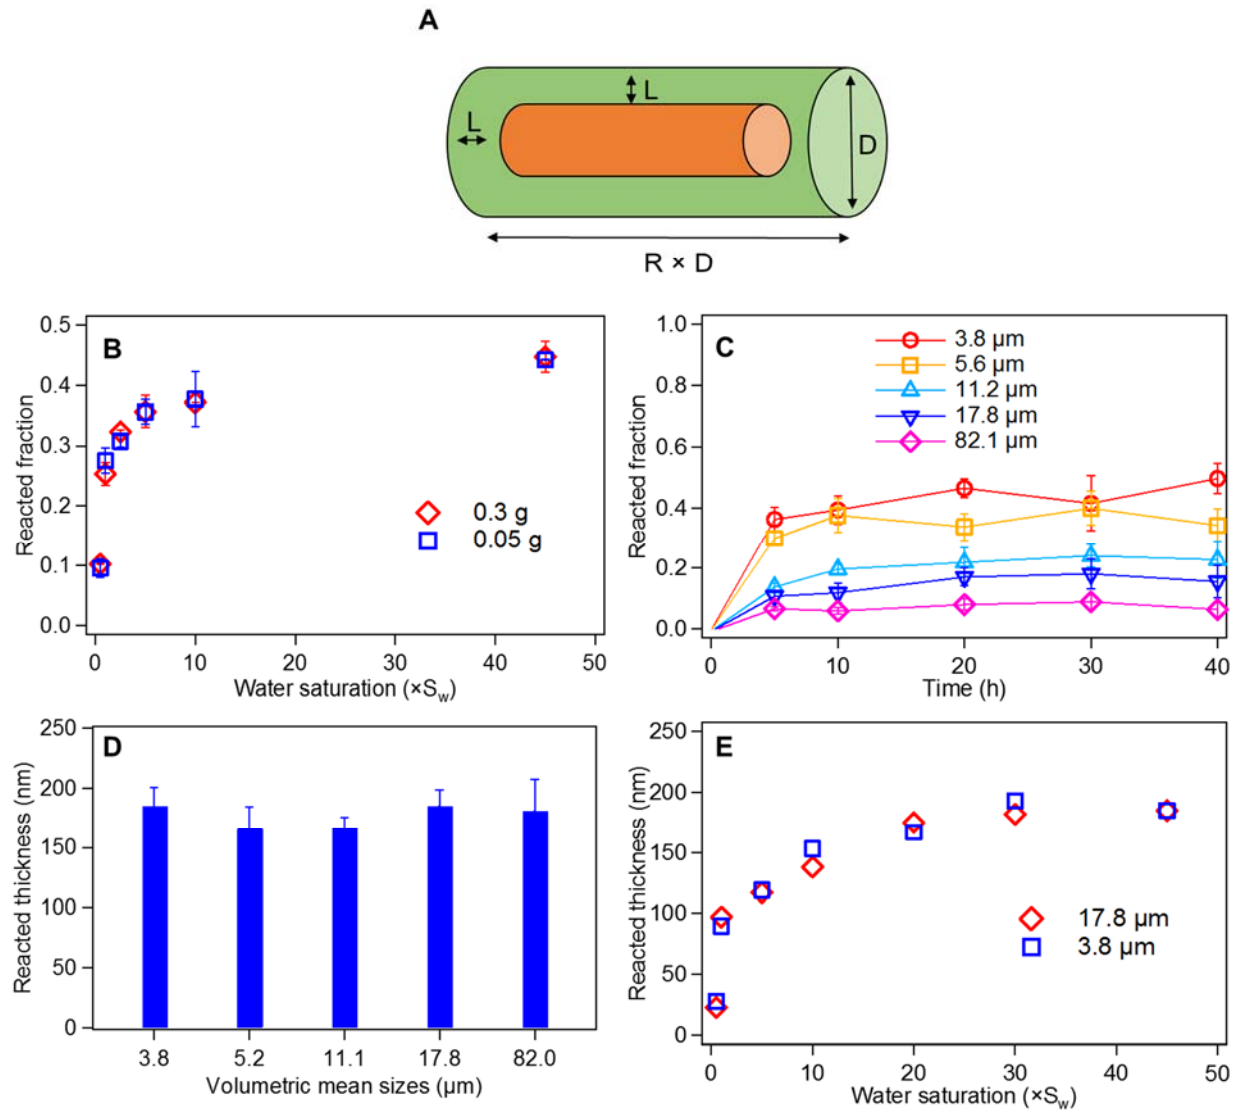 A
L
L
D
R × D
B
Reacted fraction
0.5
0.4
0.3
0.2
0.1
0.0
0.3 g
0.05 g
0
10
20
30
40
50
Water saturation (×Sw)
C
Reacted fraction
1.0
0.8
0.6
0.4
0.2
0.0
3.8 µm
5.6 µm
11.2 µm
17.8 µm
82.1 µm
0
10
20
30
40
Time (h)
D
Reacted thickness (nm)
250
200
150
100
50
0
3.8
5.2
11.1
17.8
82.0
Volumetric mean sizes (µm)
E
Reacted thickness (nm)
250
200
150
100
50
0
17.8 µm
3.8 µm
0
10
20
30
40
50
Water saturation (×Sw)